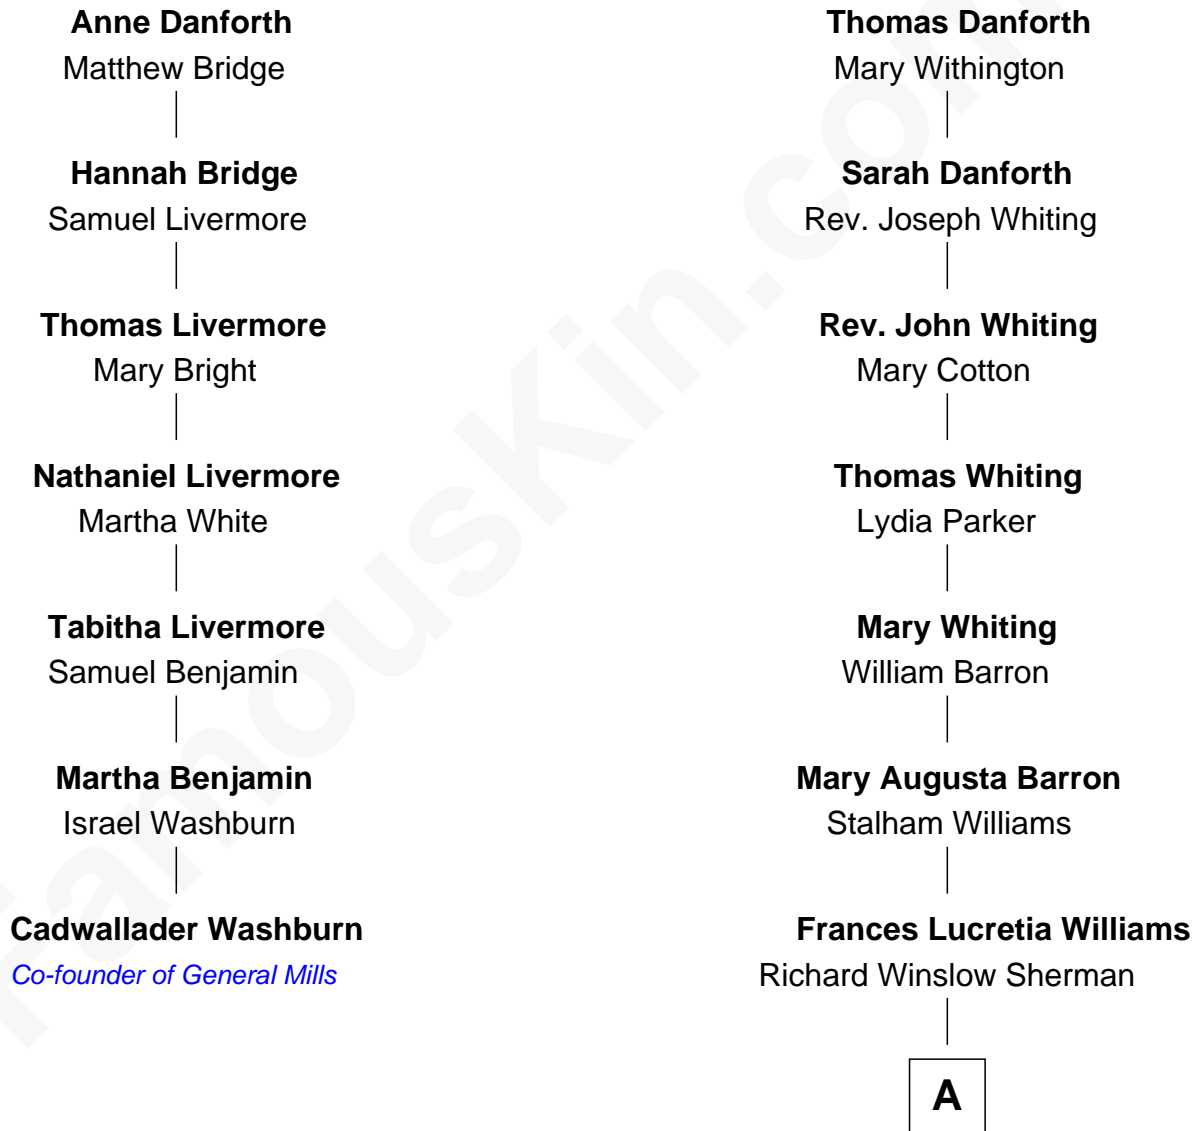 Anne Danforth
Matthew Bridge
Hannah Bridge
Samuel Livermore
Thomas Livermore
Mary Bright
Nathaniel Livermore
Martha White
Tabitha Livermore
Samuel Benjamin
Martha Benjamin
Israel Washburn
Cadwallader Washburn
Co-founder of General Mills
Thomas Danforth
Mary Withington
Sarah Danforth
Rev. Joseph Whiting
Rev. John Whiting
Mary Cotton
Thomas Whiting
Lydia Parker
Mary Whiting
William Barron
Mary Augusta Barron
Stalham Williams
Frances Lucretia Williams
Richard Winslow Sherman
A
FamousKin.com